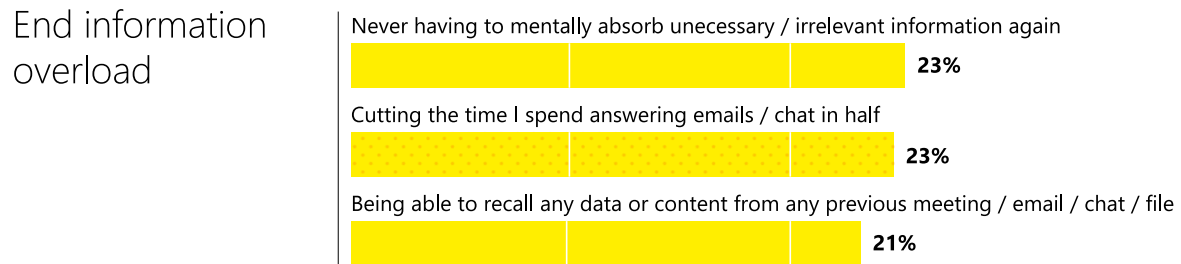 End information
overload
Never having to mentally absorb unecessary / irrelevant information again
23%
Cutting the time I spend answering emails / chat in half
23%
Being able to recall any data or content from any previous meeting / email / chat / file
21%